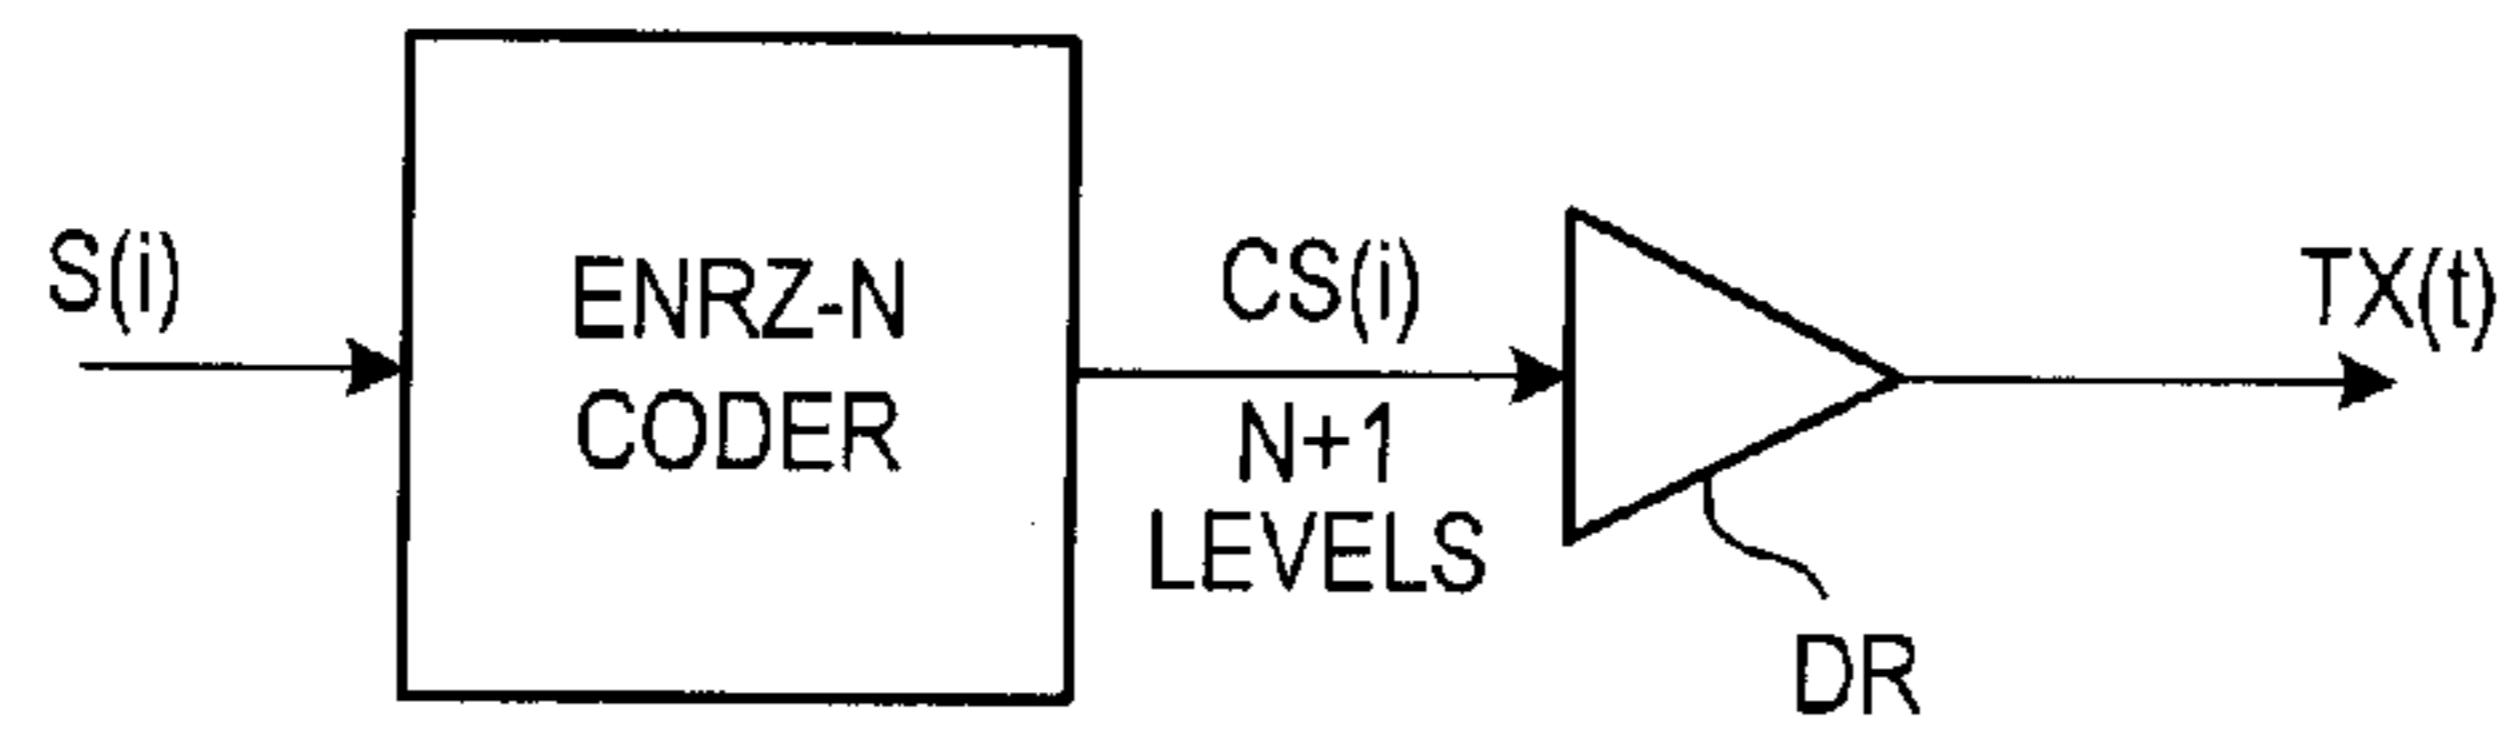 S(i)
ENRZ-N
CODER
CS(i)
N+1
LEVELS
TX(t)
DR